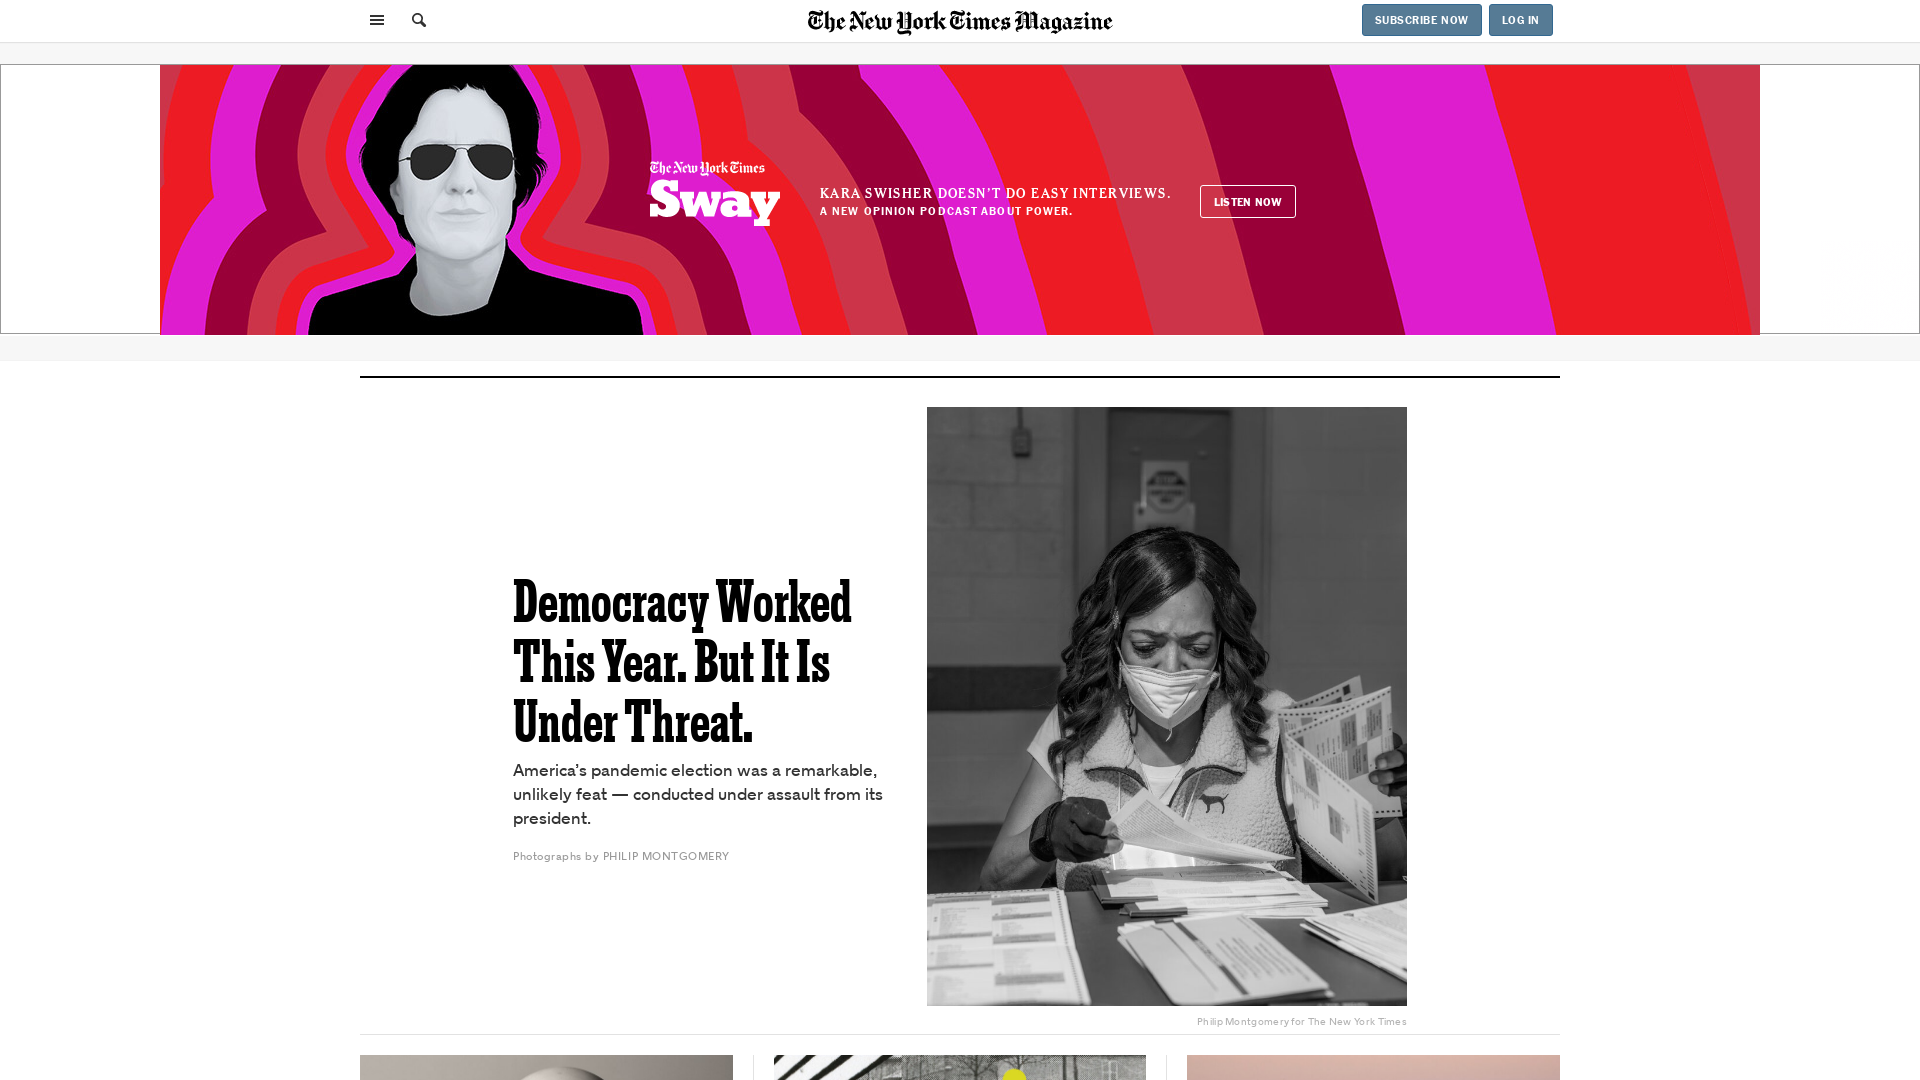 The New York Times Magazine
SUBSCRIBE NOW
LOG IN
The New York Times
Sway
KARA SWISHER DOESN'T DO EASY INTERVIEWS.
A NEW OPINION PODCAST ABOUT POWER.
LISTEN NOW
Democracy Worked
This Year. But It Is
Under Threat.
America's pandemic election was a remarkable,
unlikely feat — conducted under assault from its
president.
Photographs by PHILIP MONTGOMERY
STOP
Philip Montgomery for The New York Times